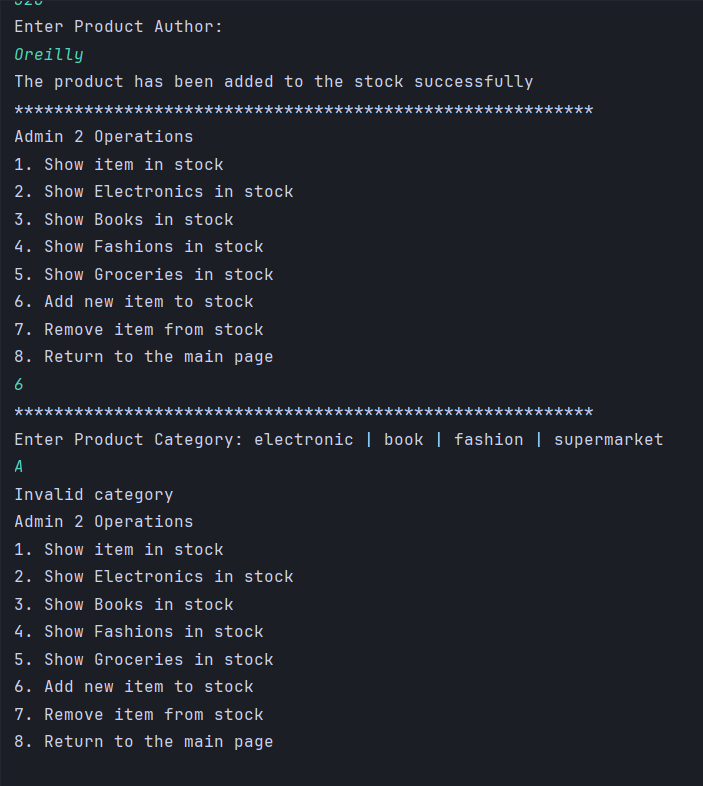 Enter Product Author:
Oreilly
The product has been added to the stock successfully
**********************************************************
Admin 2 Operations
1. Show item in stock
2. Show Electronics in stock
3. Show Books in stock
4. Show Fashions in stock
5. Show Groceries in stock
6. Add new item to stock
7. Remove item from stock
8. Return to the main page
6
**********************************************************
Enter Product Category: electronic | book | fashion | supermarket
A
Invalid category
Admin 2 Operations
1. Show item in stock
2. Show Electronics in stock
3. Show Books in stock
4. Show Fashions in stock
5. Show Groceries in stock
6. Add new item to stock
7. Remove item from stock
8. Return to the main page